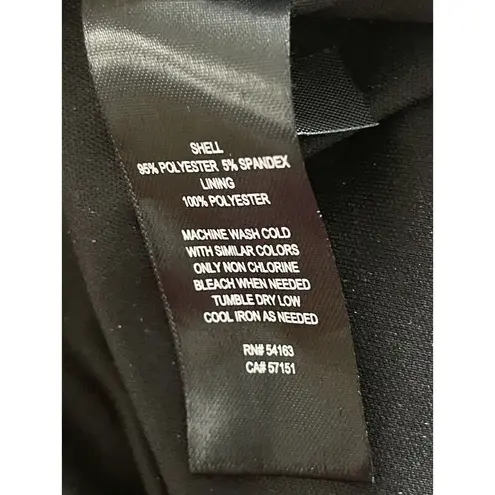 SHELL
95% POLYESTER 5% SPANDEX
LINING
100% POLYESTER
MACHINE WASH COLD
WITH SIMILAR COLORS
ONLY NON CHLORINE
BLEACH WHEN NEEDED
TUMBLE DRY LOW
COOL IRON AS NEEDED
RN# 54163
CA# 57151